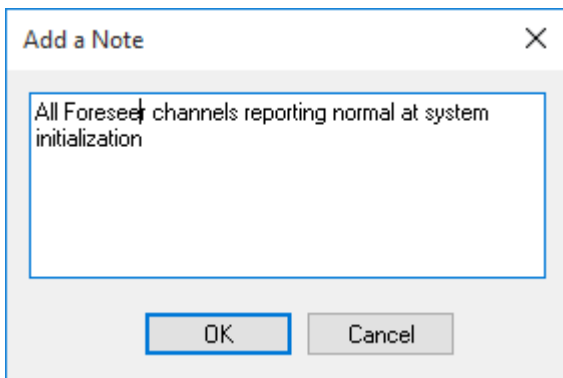 Add a Note
All Foreseer channels reporting normal at system
initialization
OK
Cancel